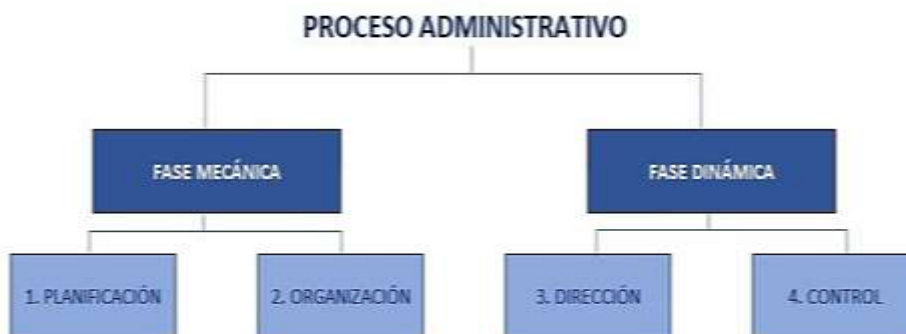 PROCESO ADMINISTRATIVO
FASE MECÁNICA
FASE DINÁMICA
1. PLANIFICACIÓN
2. ORGANIZACIÓN
3. DIRECCIÓN
4. CONTROL